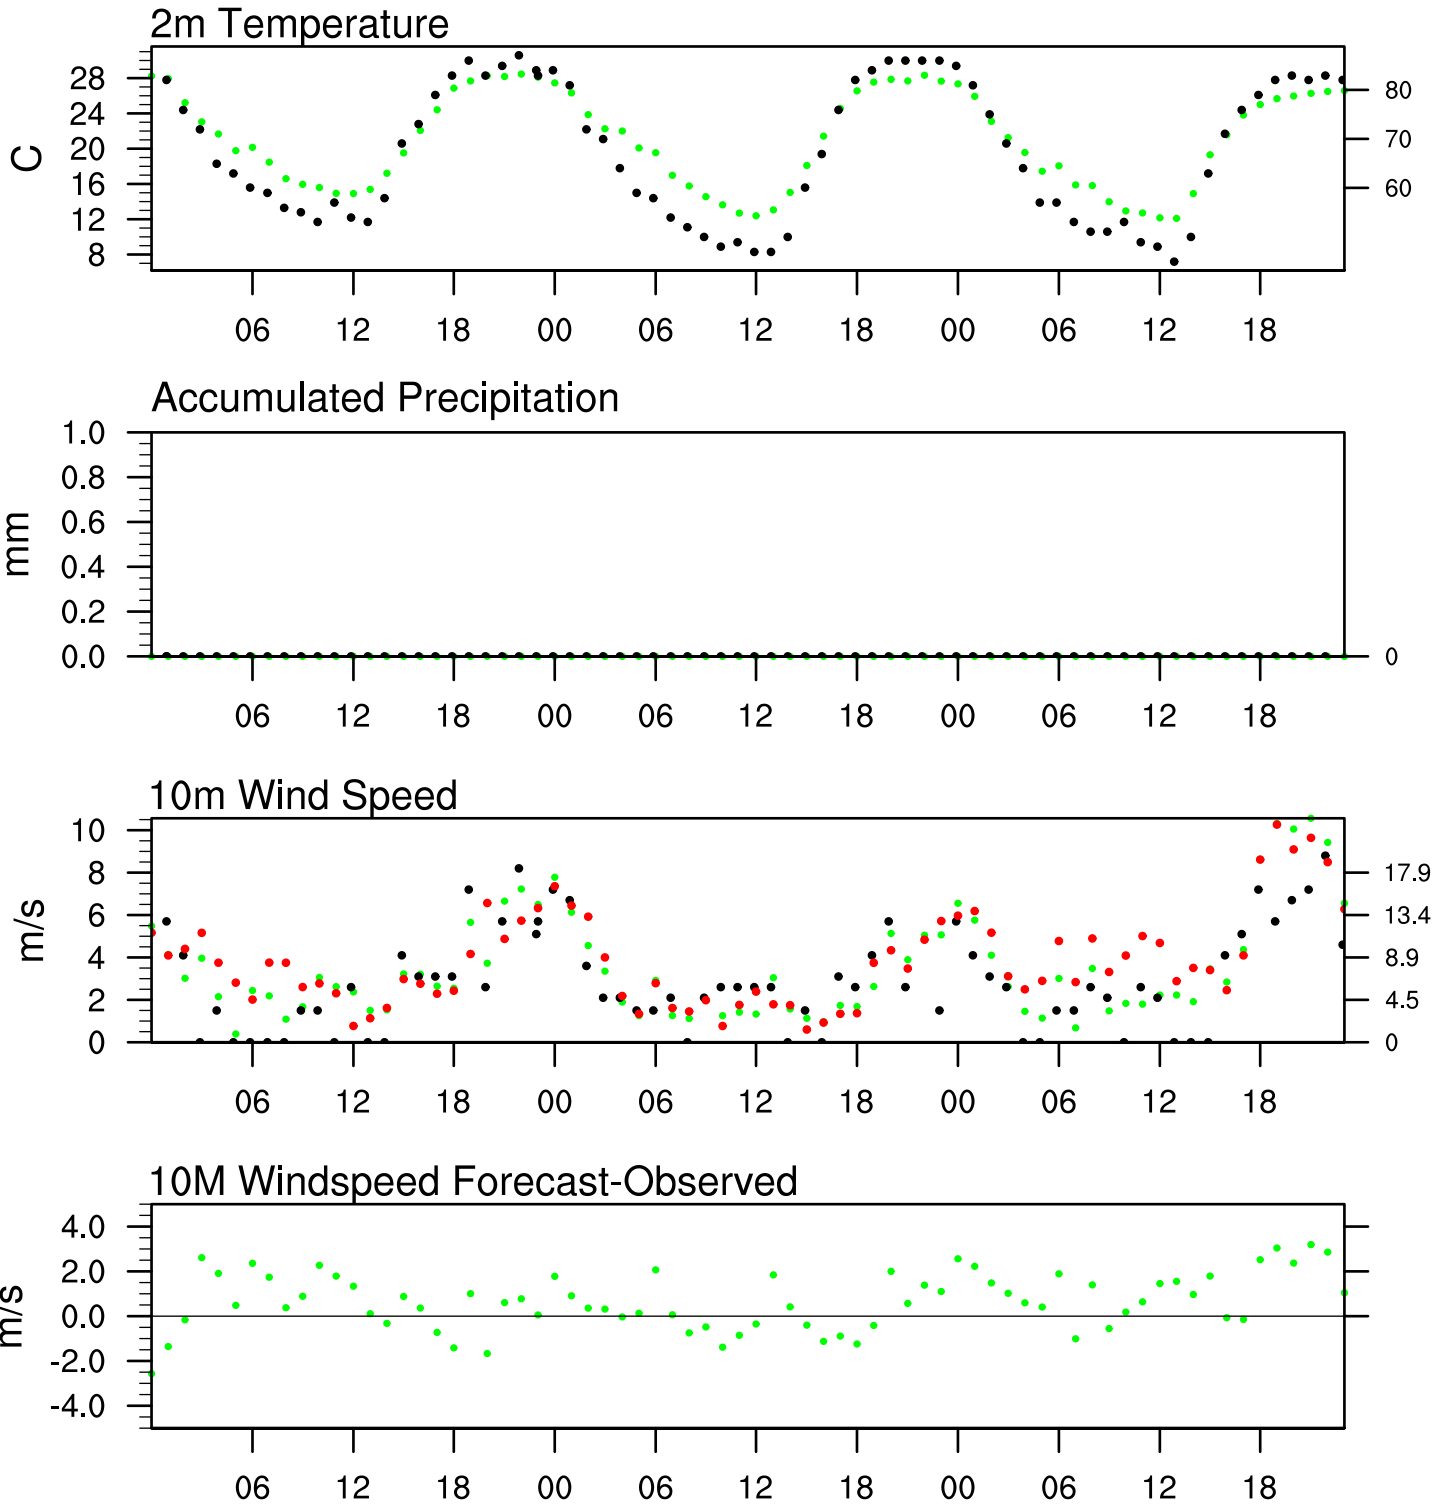 2m Temperature
28
24
20
16
12
8
C
80
70
60
06 12 18 00 06 12 18 00 06 12 18
Accumulated Precipitation
1.0
0.8
0.6
0.4
0.2
0.0
mm
0
06 12 18 00 06 12 18 00 06 12 18
10m Wind Speed
10
8
6
4
2
0
m/s
17.9
13.4
8.9
4.5
0
06 12 18 00 06 12 18 00 06 12 18
10M Windspeed Forecast-Observed
4.0
2.0
0.0
-2.0
-4.0
m/s
06 12 18 00 06 12 18 00 06 12 18